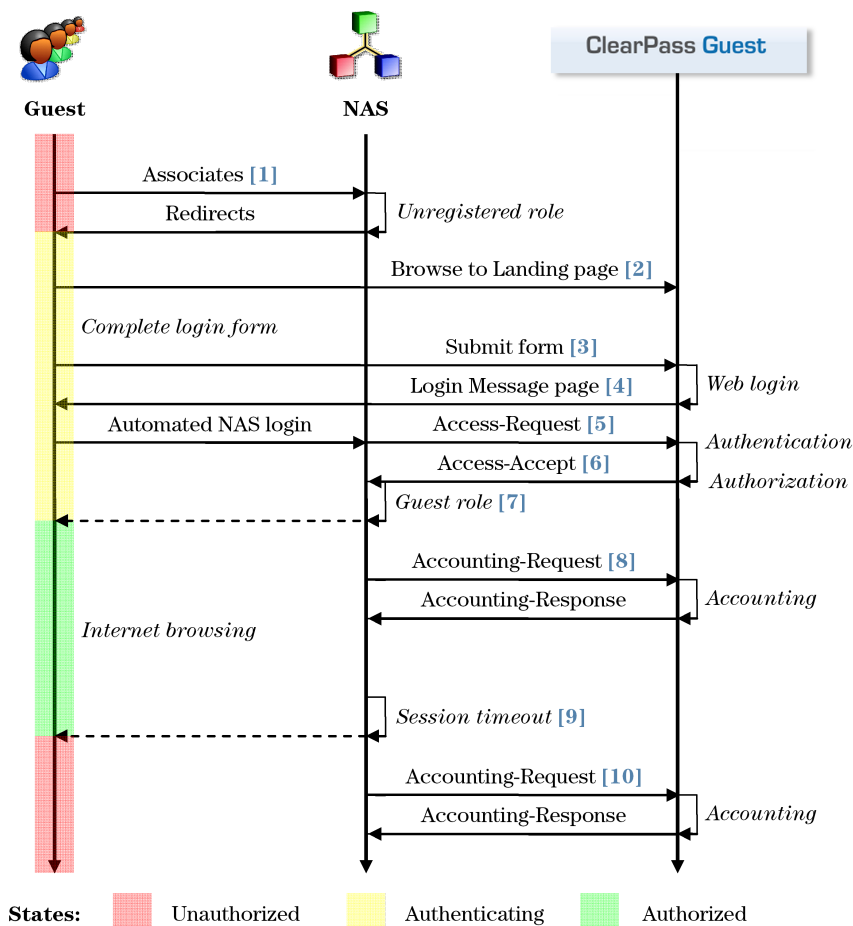 ClearPass Guest
Guest
NAS
Associates [1]
Redirects
Unregistered role
Browse to Landing page [2]
Complete login form
Submit form [3]
Login Message page [4]
Web login
Automated NAS login
Access-Request [5]
Authentication
Access-Accept [6]
Authorization
Guest role [7]
Accounting-Request [8]
Accounting-Response
Accounting
Internet browsing
Session timeout [9]
Accounting-Request [10]
Accounting-Response
Accounting
States: Unauthorized Authenticating Authorized